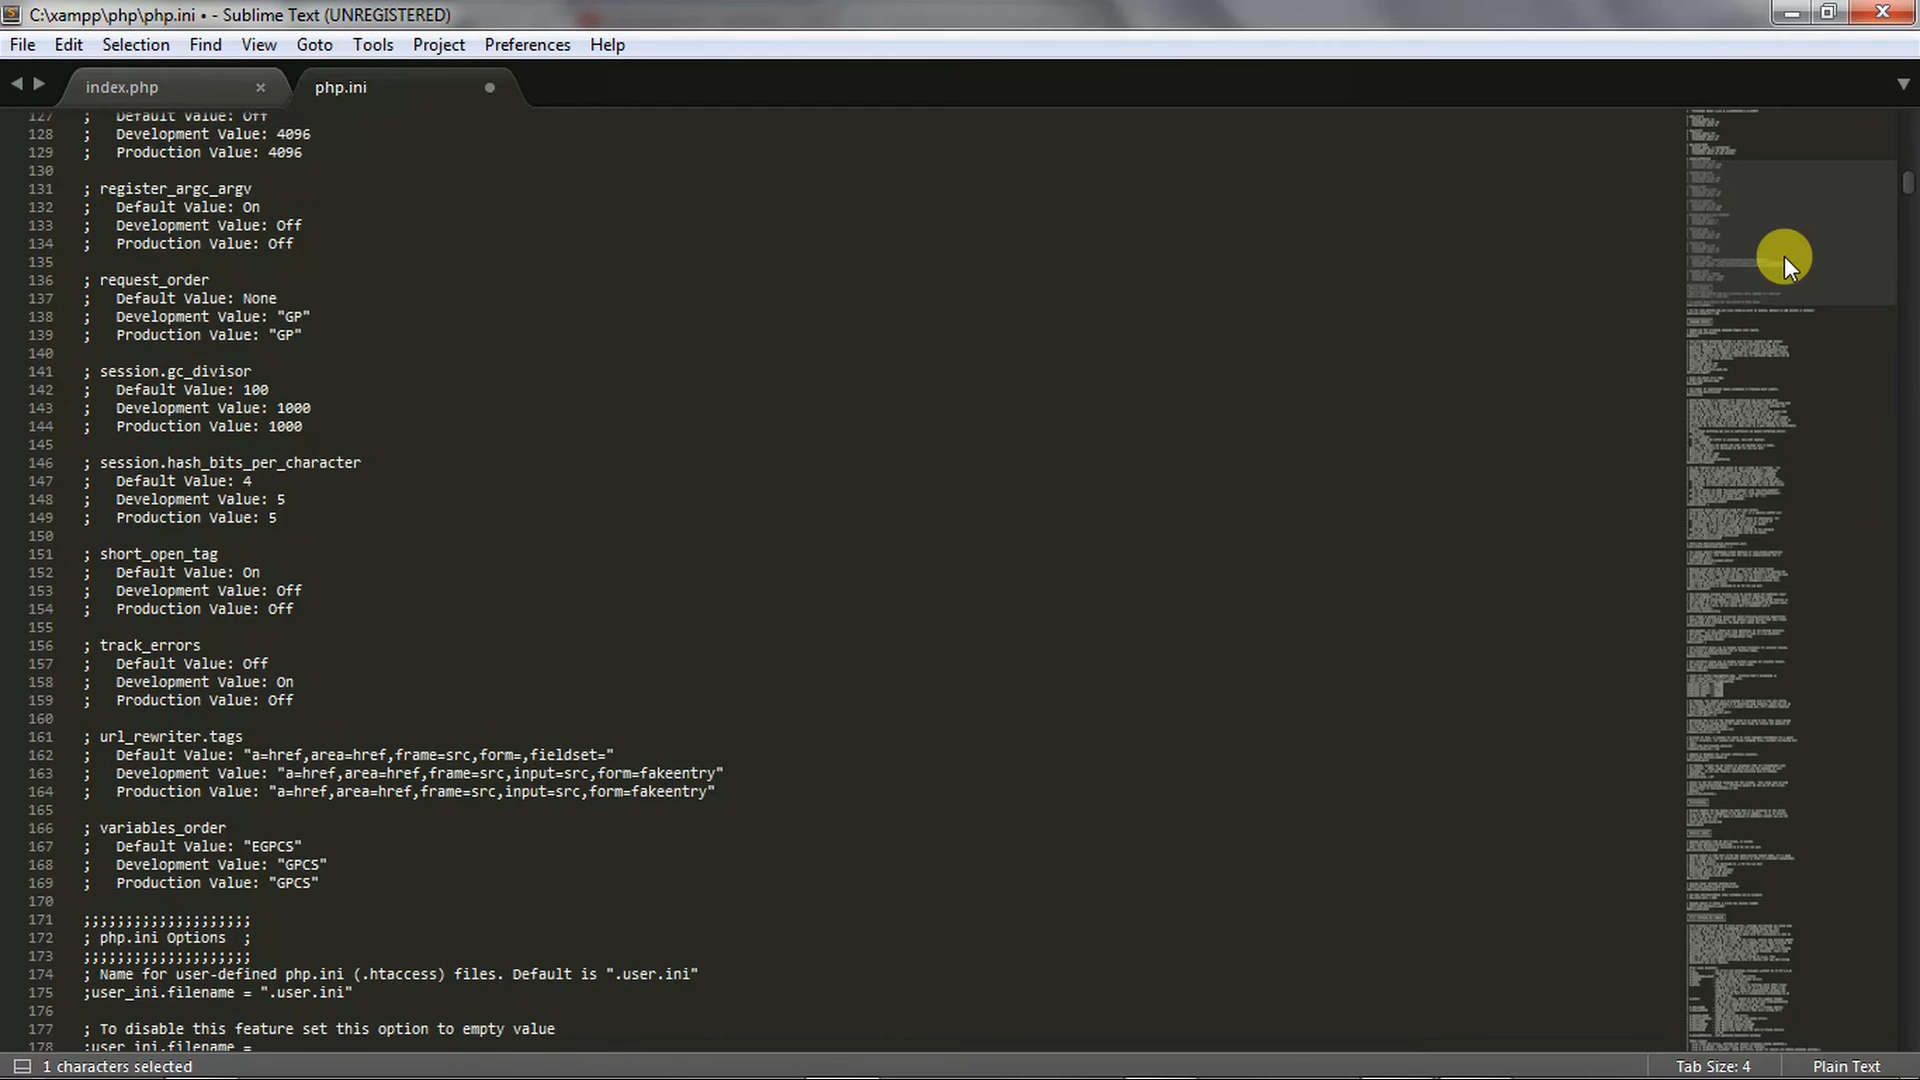 C:\xampp\php\php.ini • - Sublime Text (UNREGISTERED)
File Edit Selection Find View Goto Tools Project Preferences Help
index.php × php.ini
127 ;   Default Value: Off
128 ;   Development Value: 4096
129 ;   Production Value: 4096
130
131 ; register_argc_argv
132 ;   Default Value: On
133 ;   Development Value: Off
134 ;   Production Value: Off
135
136 ; request_order
137 ;   Default Value: None
138 ;   Development Value: "GP"
139 ;   Production Value: "GP"
140
141 ; session.gc_divisor
142 ;   Default Value: 100
143 ;   Development Value: 1000
144 ;   Production Value: 1000
145
146 ; session.hash_bits_per_character
147 ;   Default Value: 4
148 ;   Development Value: 5
149 ;   Production Value: 5
150
151 ; short_open_tag
152 ;   Default Value: On
153 ;   Development Value: Off
154 ;   Production Value: Off
155
156 ; track_errors
157 ;   Default Value: Off
158 ;   Development Value: On
159 ;   Production Value: Off
160
161 ; url_rewriter.tags
162 ;   Default Value: "a=href,area=href,frame=src,form=,fieldset="
163 ;   Development Value: "a=href,area=href,frame=src,input=src,form=fakeentry"
164 ;   Production Value: "a=href,area=href,frame=src,input=src,form=fakeentry"
165
166 ; variables_order
167 ;   Default Value: "EGPCS"
168 ;   Development Value: "GPCS"
169 ;   Production Value: "GPCS"
170
171 ;;;;;;;;;;;;;;;;;;;;
172 ; php.ini Options  ;
173 ;;;;;;;;;;;;;;;;;;;;
174 ; Name for user-defined php.ini (.htaccess) files. Default is ".user.ini"
175 ;user_ini.filename = ".user.ini"
176
177 ; To disable this feature set this option to empty value
178 ;user_ini.filename =
1 characters selected Tab Size: 4 Plain Text